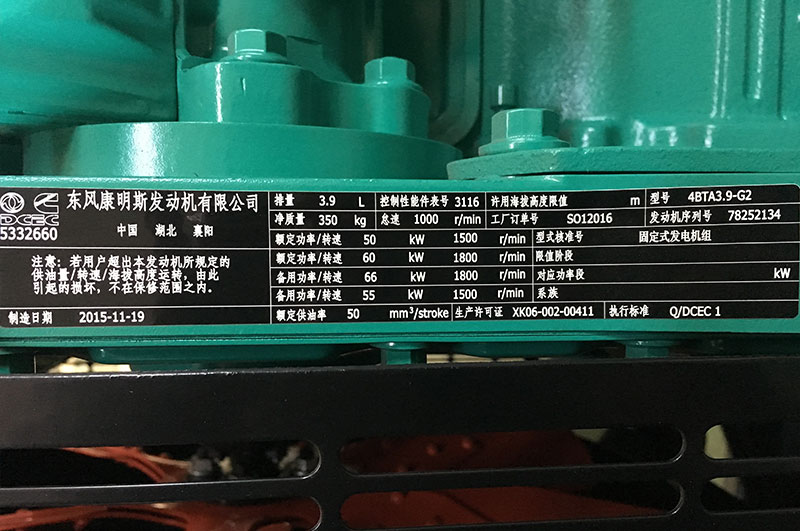 东风康明斯发动机有限公司
DCEC
5332660
中国 湖北 襄阳
注意：若用户超出本发动机所规定的
供油量/转速/海拔高度运转，由此
引起的损坏，不在保修范围之内。
制造日期 2015-11-19
排量 3.9 L 控制性能件表号 3116 许用海拔高度限值 m 型号 4BTA3.9-G2
净质量 350 kg 怠速 1000 r/min 工厂订单号 SO12016 发动机序列号 78252134
额定功率/转速 50 kW 1500 r/min 型式核准号 固定式发电机组
额定功率/转速 60 kW 1800 r/min 限值阶段
备用功率/转速 66 kW 1800 r/min 对应功率段 kW
备用功率/转速 55 kW 1500 r/min 系族
额定供油率 50 mm³/stroke 生产许可证 XK06-002-00411 执行标准 Q/DCEC 1